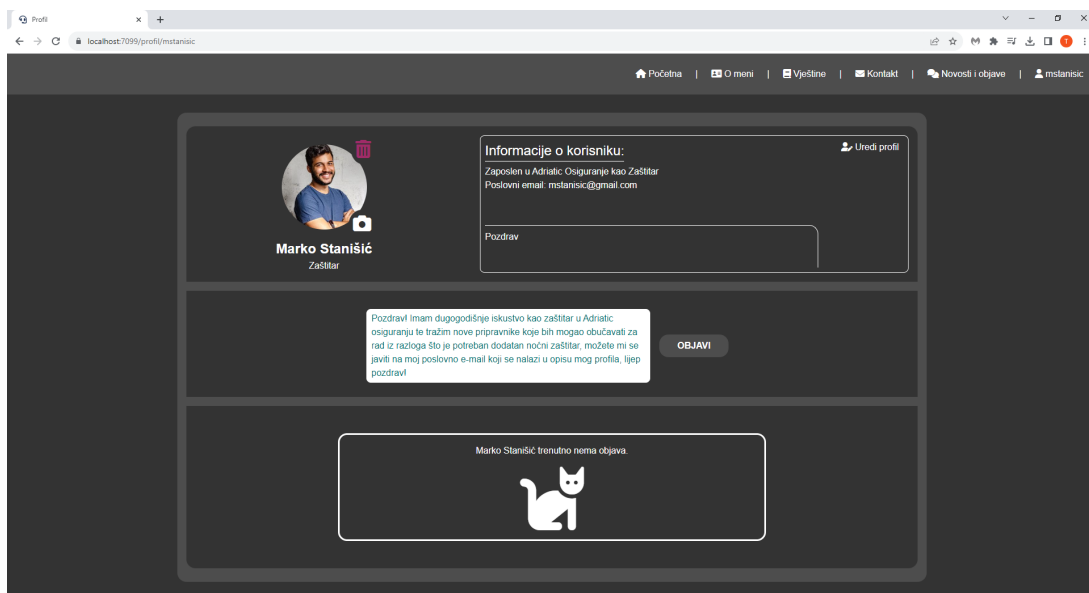 Profil
localhost:7099/profil/mstanisic
T
Početna | O meni | Vještine | Kontakt | Novosti i objave | mstanisic
Informacije o korisniku:
Uredi profil
Zaposlen u Adriatic Osiguranje kao Zaštitar
Poslovni email: mstanisic@gmail.com
Pozdrav
Marko Stanišić
Zaštitar
Pozdrav! Imam dugogodišnje iskustvo kao zaštitar u Adriatic
osiguranju te tražim nove pripravnike koje bih mogao obučavati za
rad iz razloga što je potreban dodatan noćni zaštitar, možete mi se
javiti na moj poslovno e-mail koji se nalazi u opisu mog profila, lijep
pozdrav!
OBJAVI
Marko Stanišić trenutno nema objava.